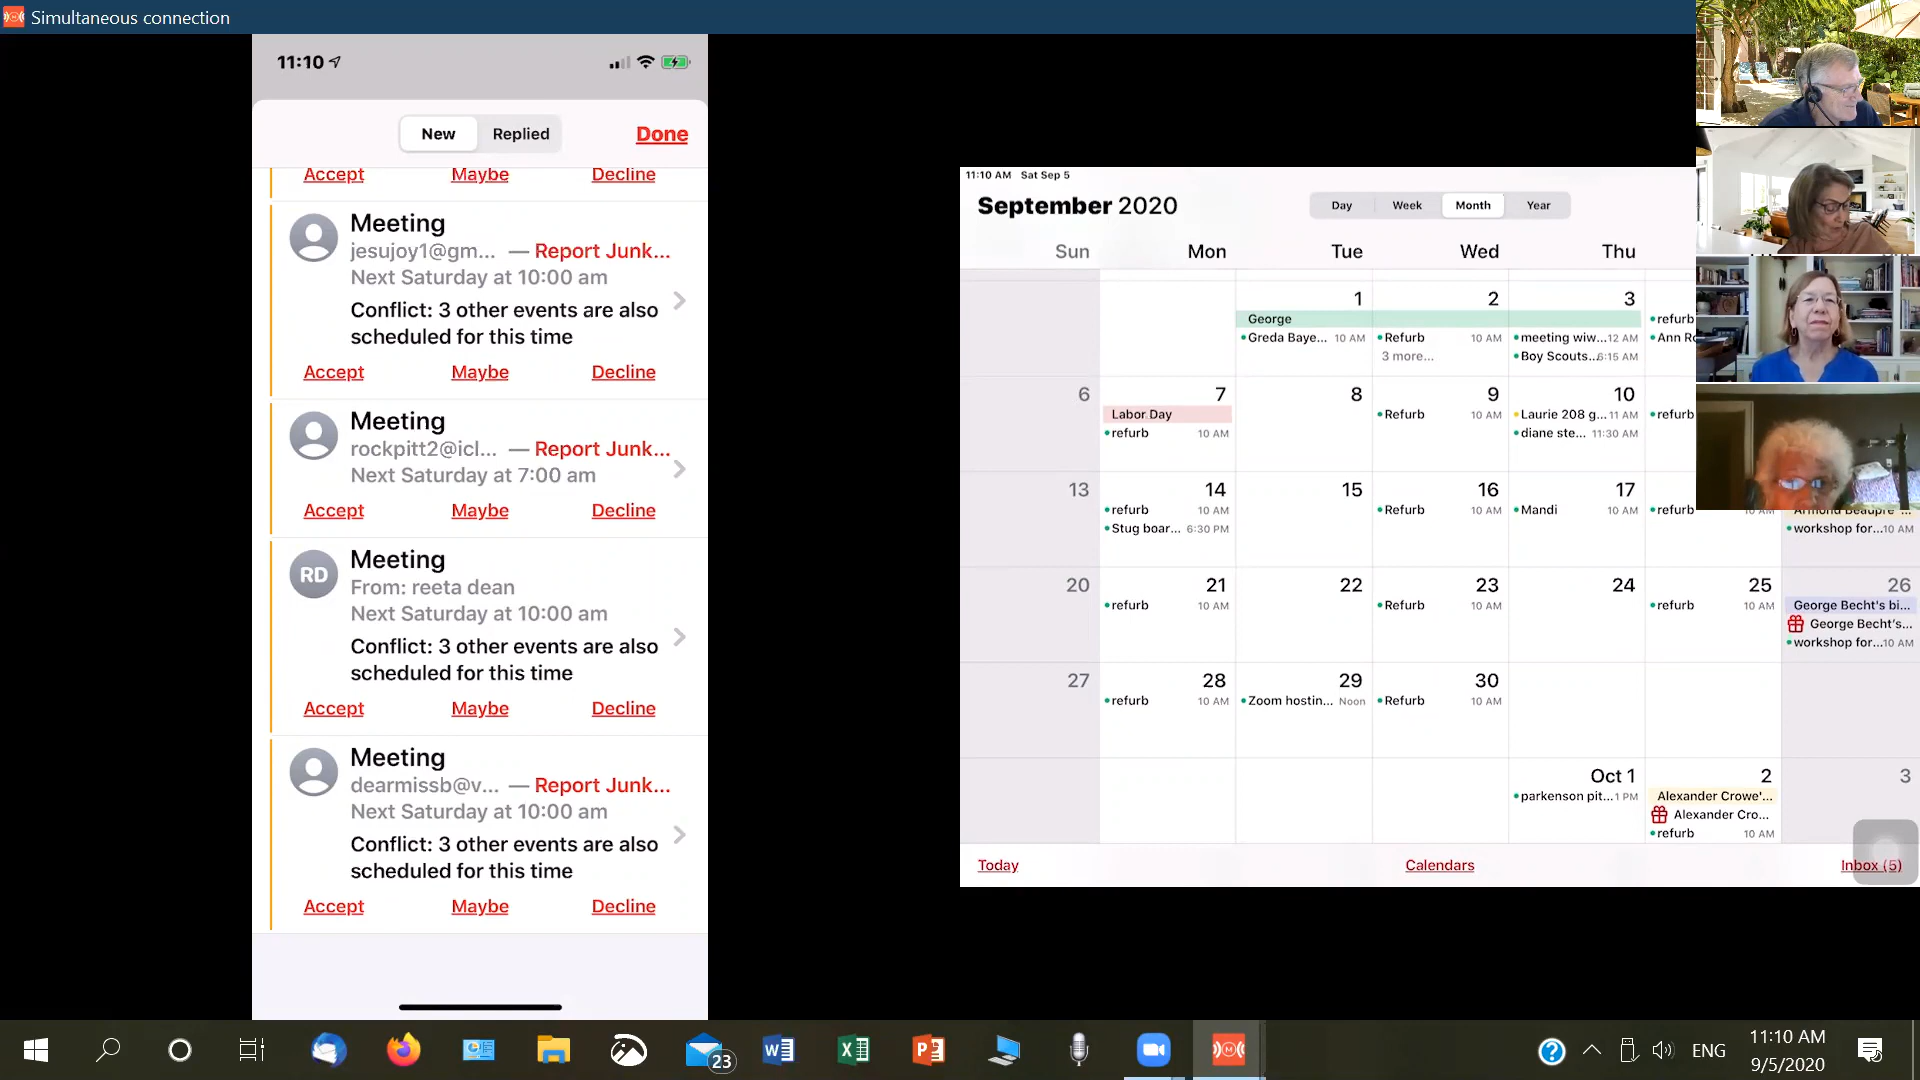 Simultaneous connection
11:10
New Replied Done
Accept Maybe Decline
Meeting
jesujoy1@gm... — Report Junk...
Next Saturday at 10:00 am
Conflict: 3 other events are also
scheduled for this time
Accept Maybe Decline
Meeting
rockpitt2@icl... — Report Junk...
Next Saturday at 7:00 am
Accept Maybe Decline
RD
Meeting
From: reeta dean
Next Saturday at 10:00 am
Conflict: 3 other events are also
scheduled for this time
Accept Maybe Decline
Meeting
dearmissb@v... — Report Junk...
Next Saturday at 10:00 am
Conflict: 3 other events are also
scheduled for this time
Accept Maybe Decline
11:10 AM Sat Sep 5
September 2020
Day Week Month Year
Sun Mon Tue Wed Thu
1 2 3
George
refurb
Greda Baye... 10 AM Refurb 10 AM meeting wiw...12 AM Ann R
3 more... Boy Scouts...6:15 AM
6 7 8 9 10
Labor Day Refurb 10 AM Laurie 208 g...11 AM refurb
refurb 10 AM diane ste... 11:30 AM
13 14 15 16 17
refurb 10 AM Refurb 10 AM Mandi 10 AM refurb 10 AM Armond Beaupre ...
Stug boar... 6:30 PM workshop for...10 AM
20 21 22 23 24 25 26
refurb 10 AM Refurb 10 AM refurb 10 AM George Becht's bi...
George Becht's...
workshop for...10 AM
27 28 29 30
refurb 10 AM Zoom hostin... Noon Refurb 10 AM
Oct 1 2 3
parkenson pit...1 PM Alexander Crowe'...
Alexander Cro...
refurb 10 AM
Today Calendars Inbox (5)
23
ENG
11:10 AM
9/5/2020